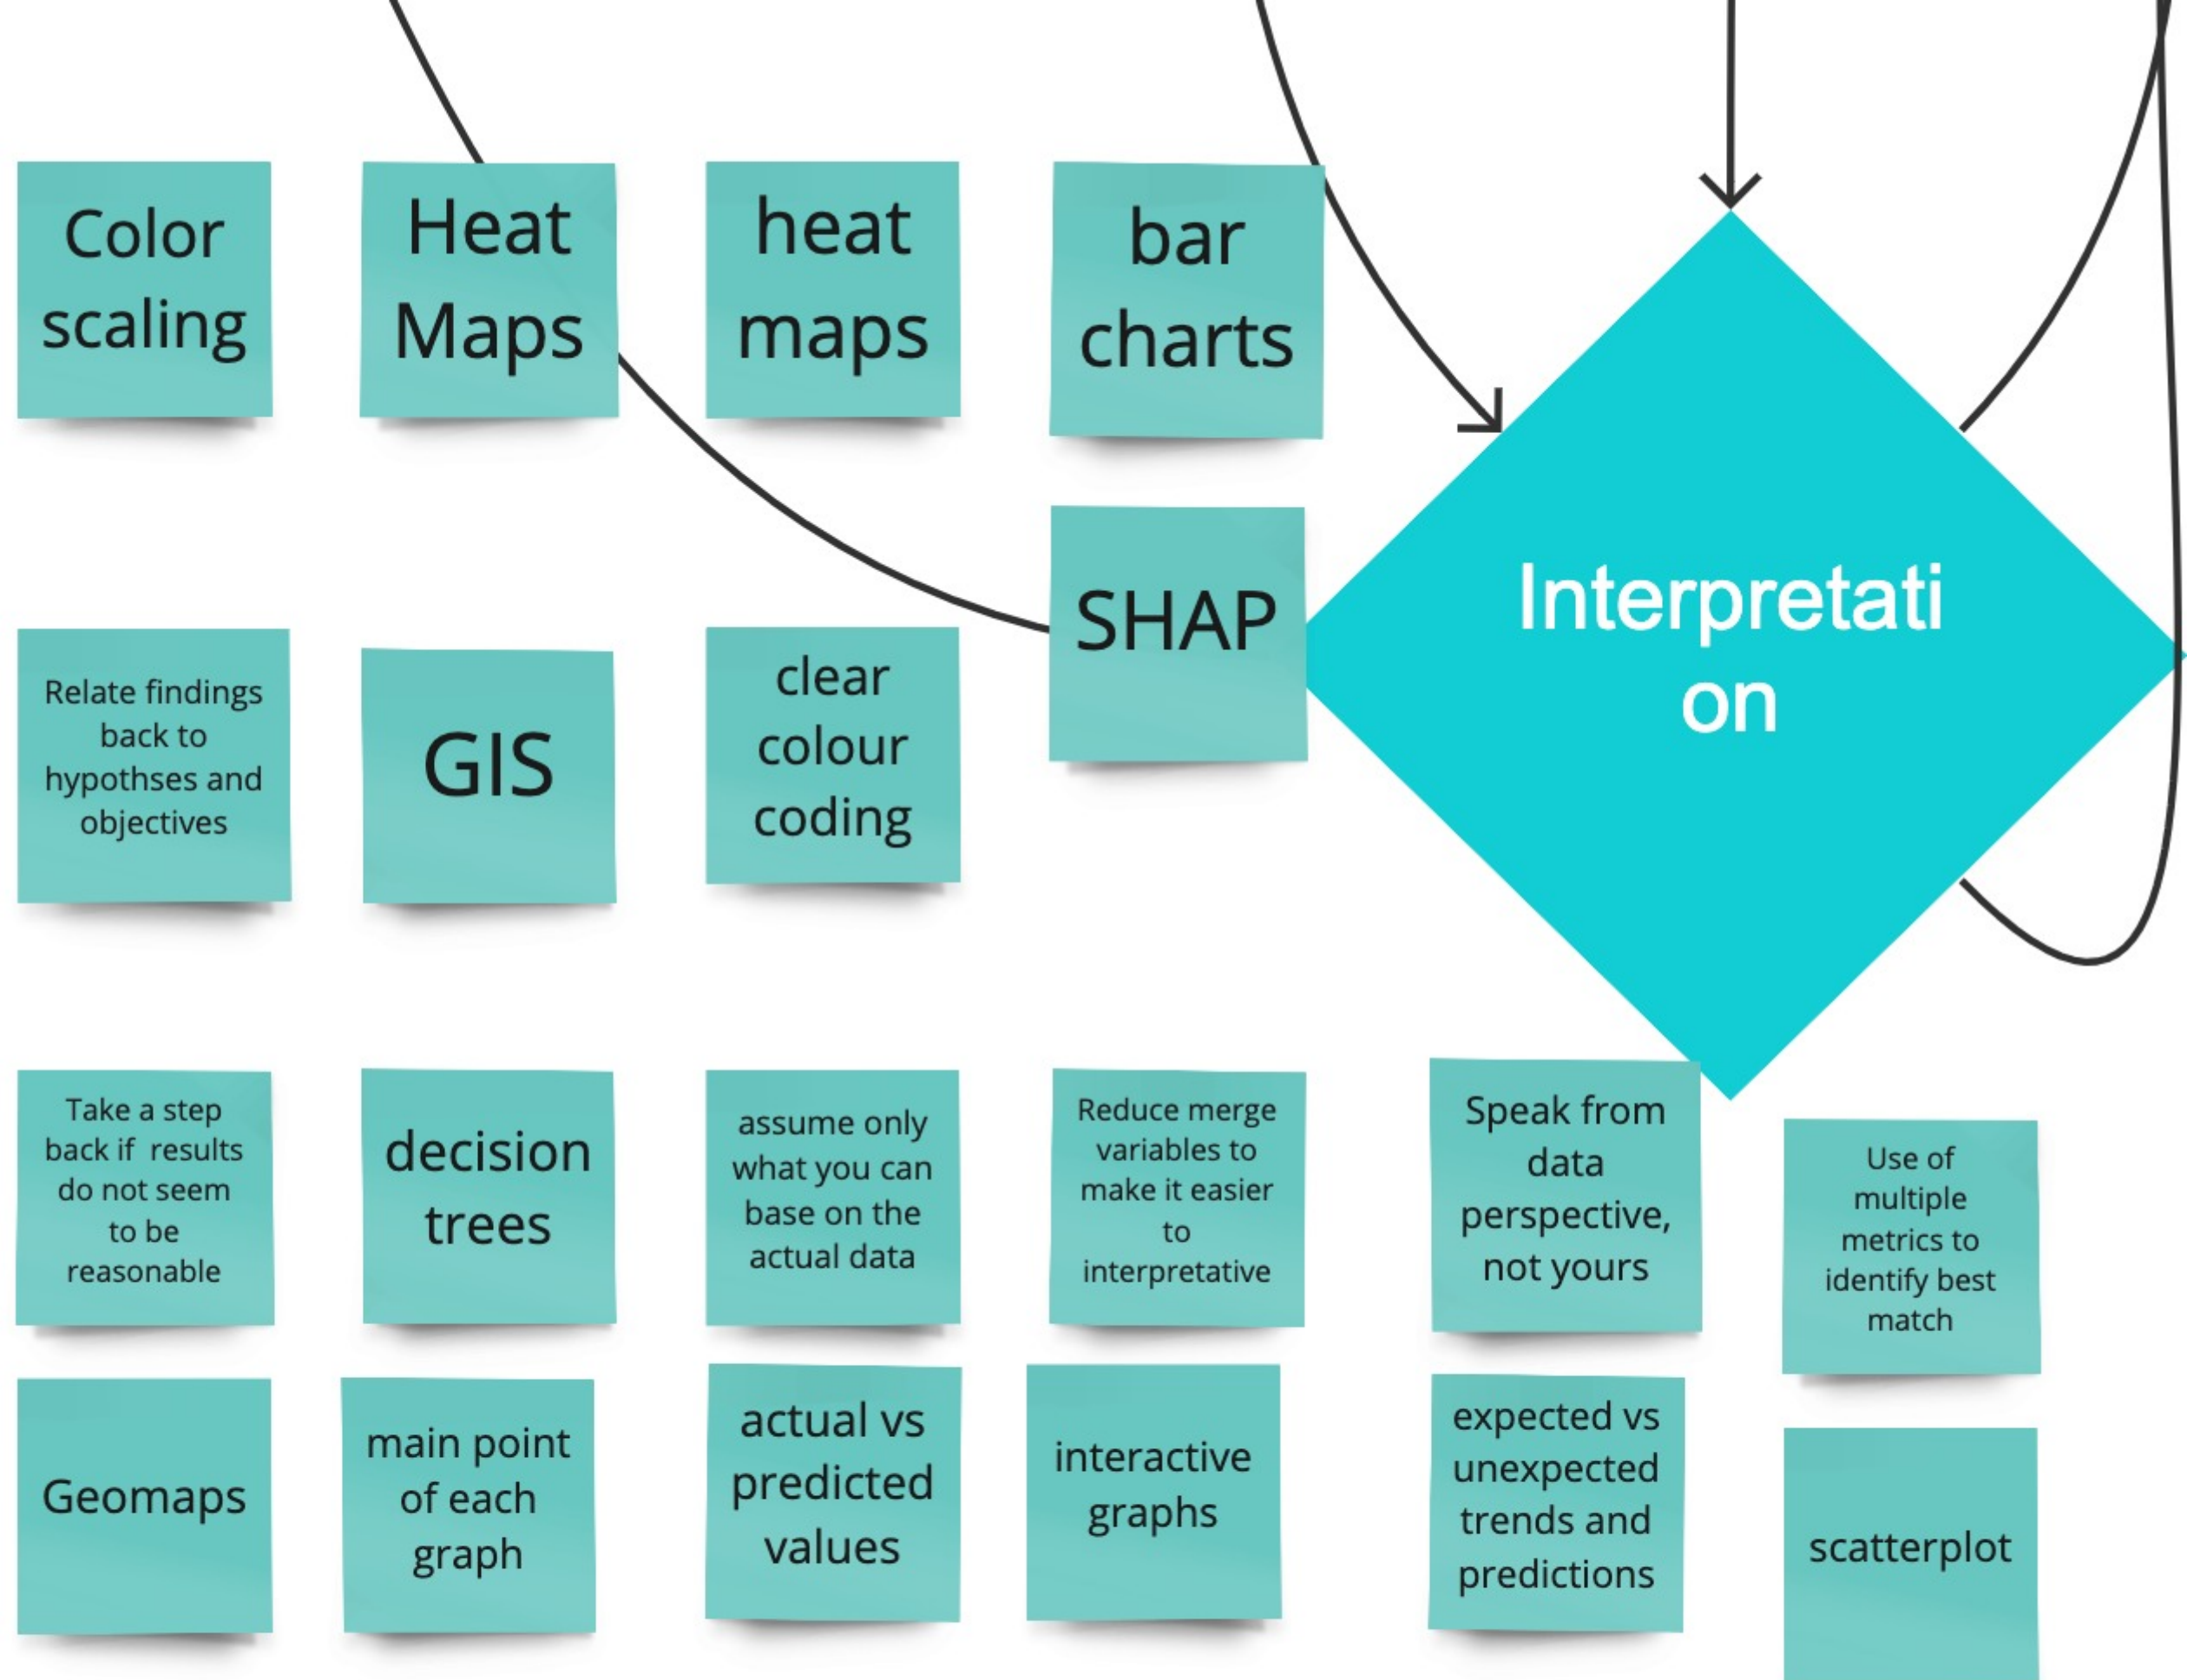 Color
scaling
Heat
Maps
heat
maps
bar
charts
SHAP
Interpretati
on
Relate findings
back to
hypothses and
objectives
GIS
clear
colour
coding
Take a step
back if  results
do not seem
to be
reasonable
decision
trees
assume only
what you can
base on the
actual data
Reduce merge
variables to
make it easier
to
interpretative
Speak from
data
perspective,
not yours
Use of
multiple
metrics to
identify best
match
Geomaps
main point
of each
graph
actual vs
predicted
values
interactive
graphs
expected vs
unexpected
trends and
predictions
scatterplot